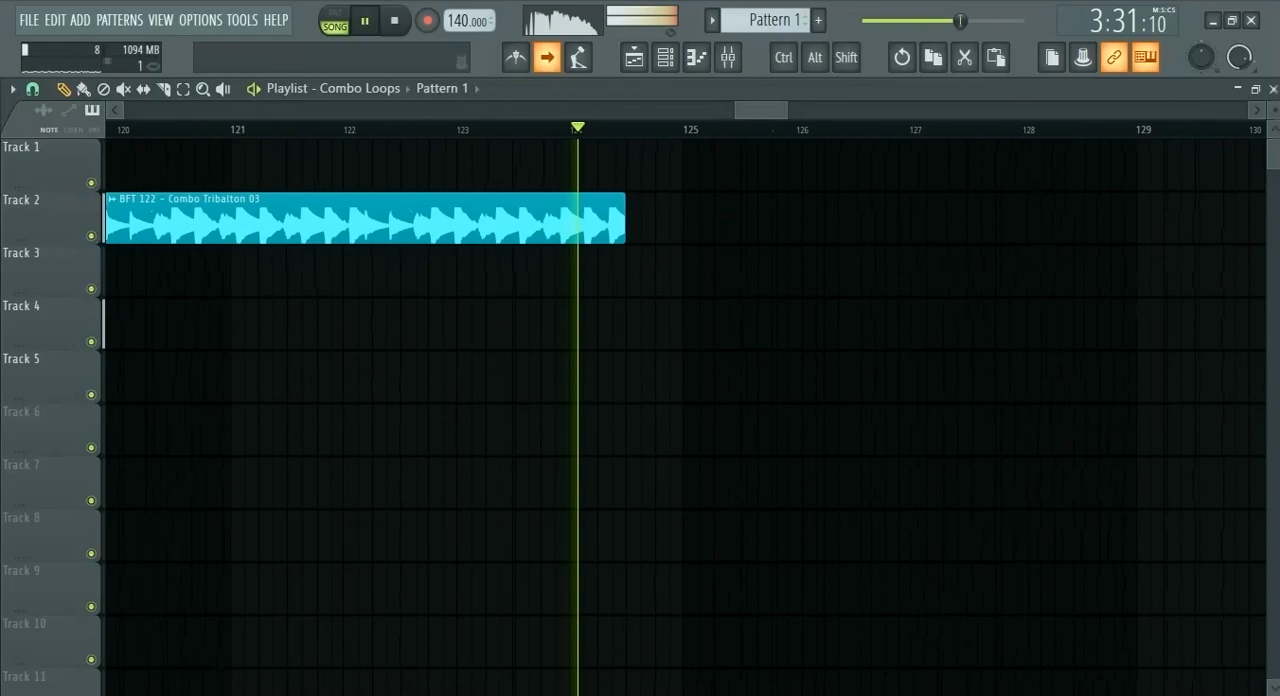 FILE EDIT ADD PATTERNS VIEW OPTIONS TOOLS HELP
PAT
SONG
140.000
Pattern 1
+
M:S:CS
3:31:10
8
1094 MB
1
Ctrl
Alt
Shift
Playlist - Combo Loops › Pattern 1 ›
NOTE
120 121 122 123 125 126 127 128 129 130
Track 1
Track 2
BFT 122 - Combo Tribalton 03
Track 3
Track 4
Track 5
Track 6
Track 7
Track 8
Track 9
Track 10
Track 11